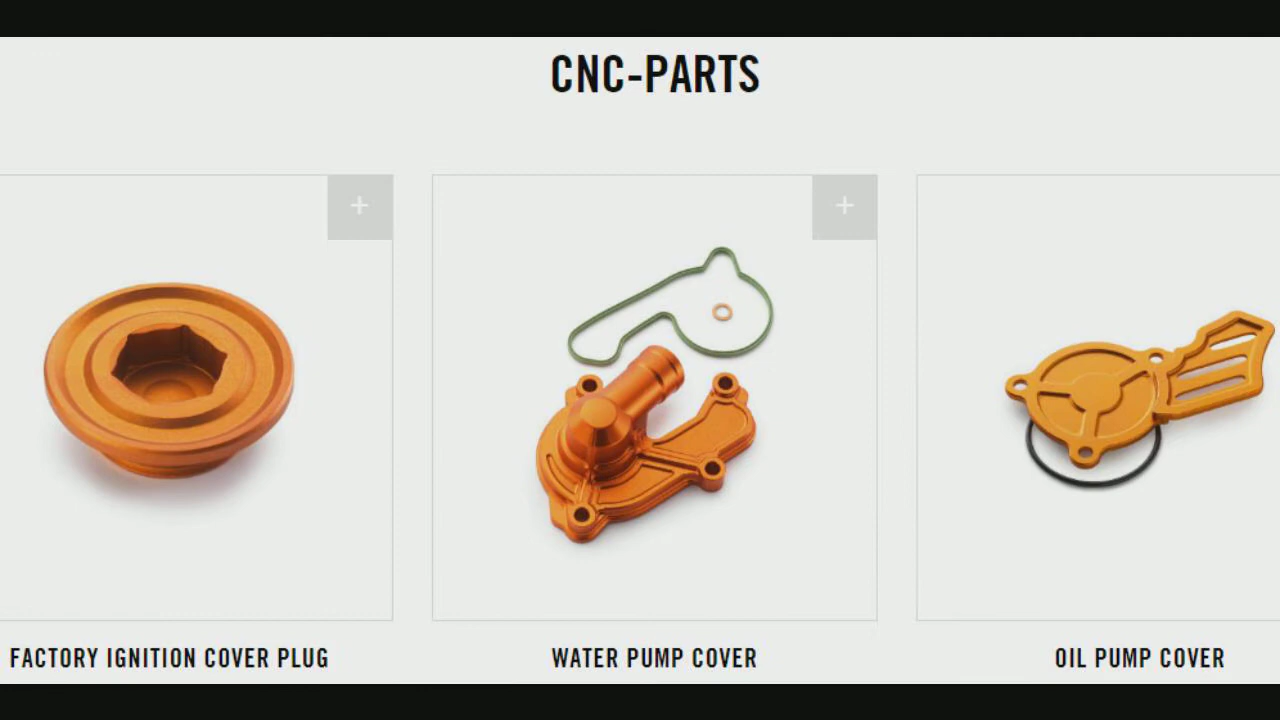 CNC-PARTS
+
+
FACTORY IGNITION COVER PLUG
WATER PUMP COVER
OIL PUMP COVER